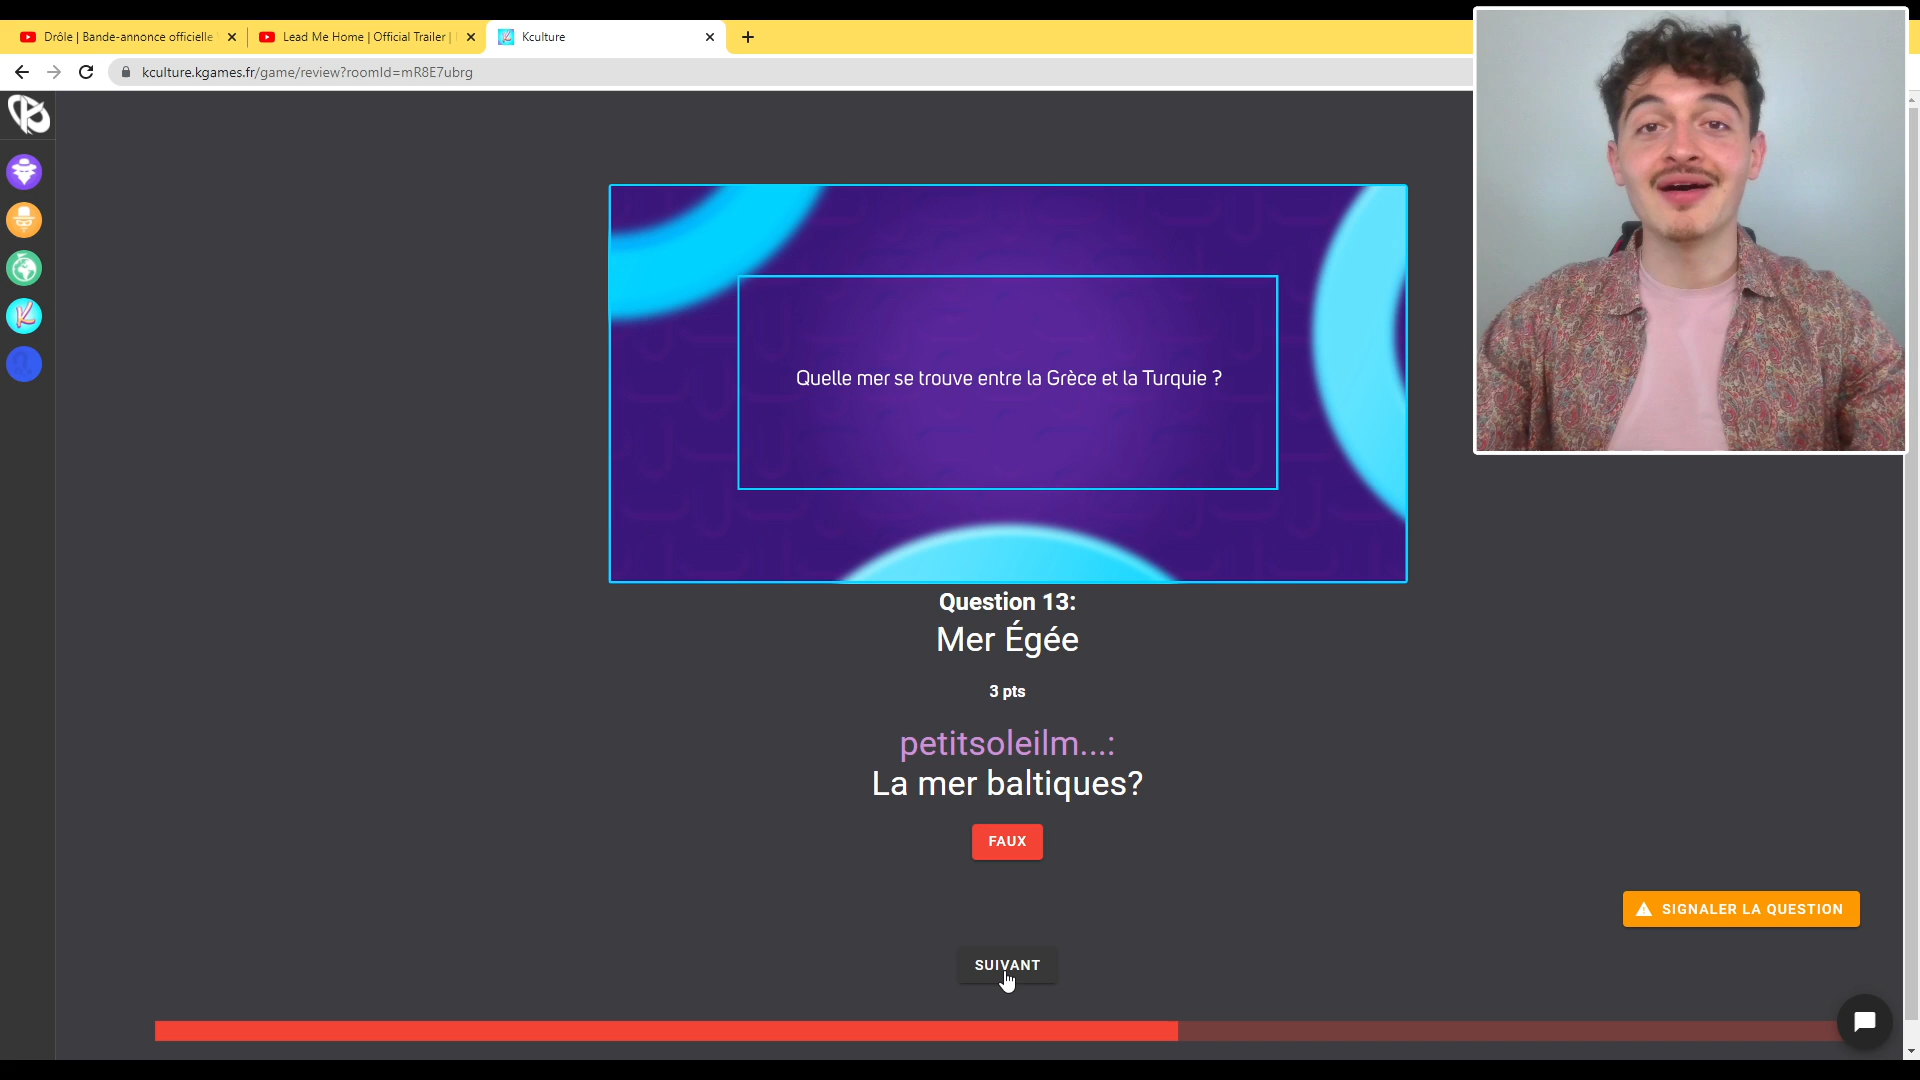 Drôle | Bande-annonce officielle
Lead Me Home | Official Trailer |
Kculture
kculture.kgames.fr/game/review?roomId=mR8E7ubrg
Quelle mer se trouve entre la Grèce et la Turquie ?
Question 13:
Mer Égée
3 pts
petitsoleilm...:
La mer baltiques?
FAUX
SIGNALER LA QUESTION
SUIVANT